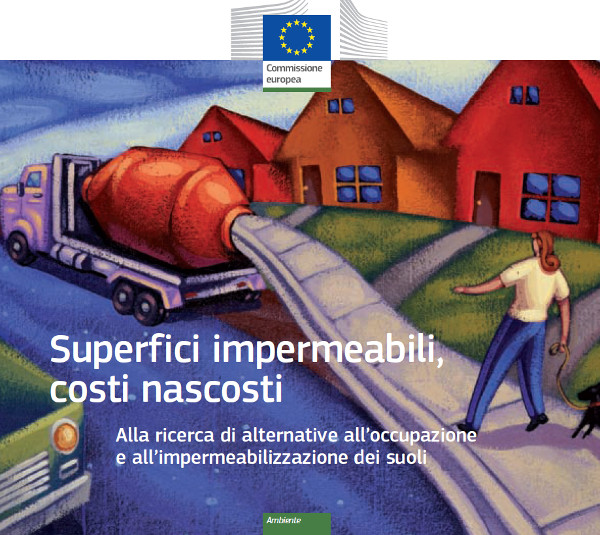 Commissione
europea
Superfici impermeabili,
costi nascosti
Alla ricerca di alternative all'occupazione
e all'impermeabilizzazione dei suoli
Ambiente